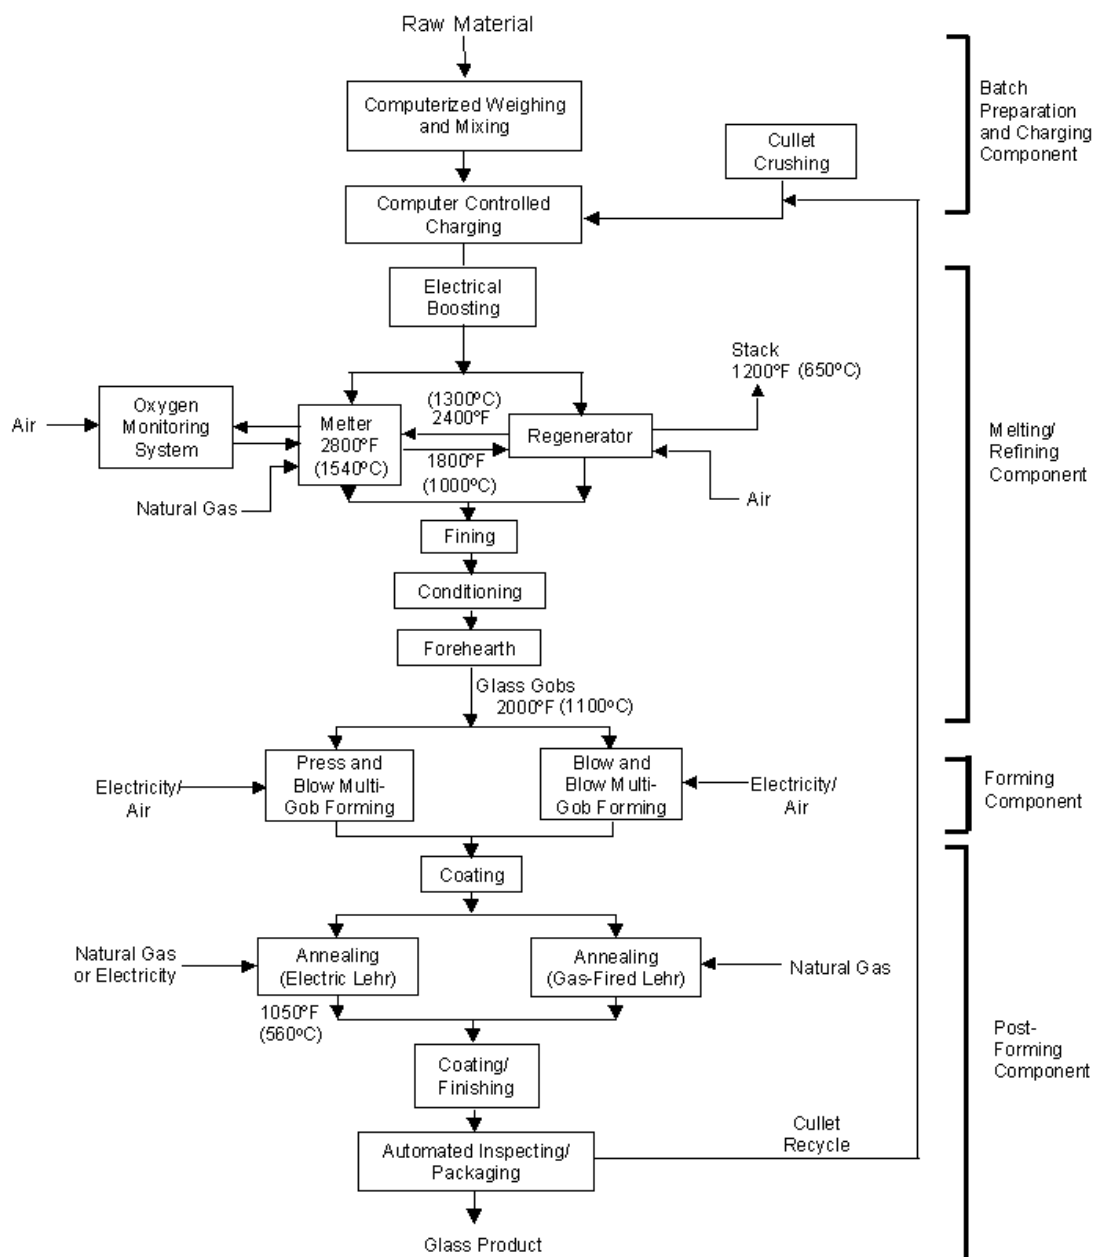 Raw Material
Computerized Weighing
and Mixing
Batch
Preparation
and Charging
Component
Cullet
Crushing
Computer Controlled
Charging
Electrical
Boosting
Stack
1200°F (650°C)
Air
Oxygen
Monitoring
System
Melter
2800°F
(1540°C)
(1300°C)
2400°F
Regenerator
1800°F
(1000°C)
Natural Gas
Air
Melting/
Refining
Component
Fining
Conditioning
Forehearth
Glass Gobs
2000°F (1100°C)
Electricity/
Air
Press and
Blow Multi-
Gob Forming
Blow and
Blow Multi-
Gob Forming
Electricity/
Air
Forming
Component
Coating
Natural Gas
or Electricity
Annealing
(Electric Lehr)
Annealing
(Gas-Fired Lehr)
Natural Gas
1050°F
(560°C)
Post-
Forming
Component
Coating/
Finishing
Automated Inspecting/
Packaging
Cullet
Recycle
Glass Product